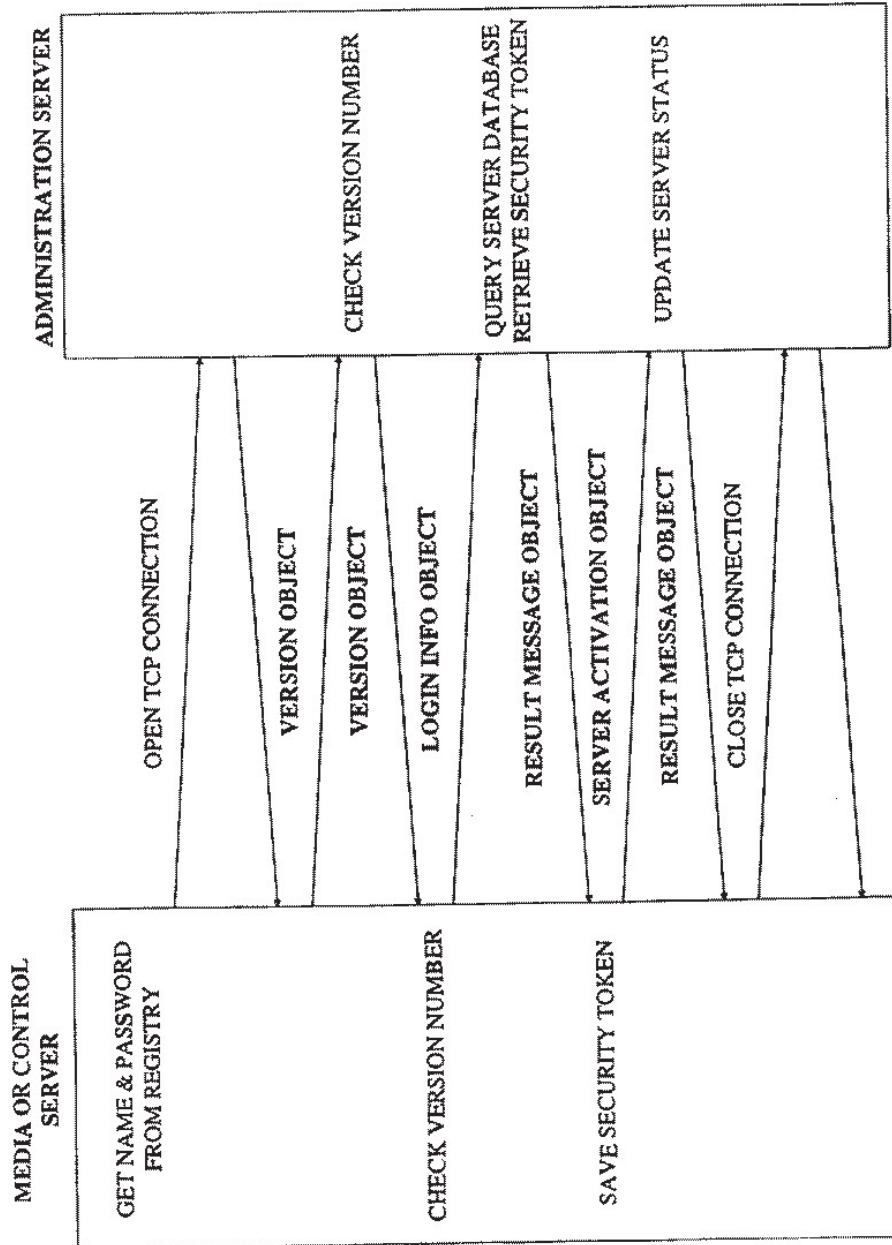 MEDIA OR CONTROL
SERVER
ADMINISTRATION SERVER
GET NAME & PASSWORD
FROM REGISTRY
OPEN TCP CONNECTION
VERSION OBJECT
VERSION OBJECT
CHECK VERSION NUMBER
CHECK VERSION NUMBER
LOGIN INFO OBJECT
QUERY SERVER DATABASE
RETRIEVE SECURITY TOKEN
RESULT MESSAGE OBJECT
SAVE SECURITY TOKEN
SERVER ACTIVATION OBJECT
UPDATE SERVER STATUS
RESULT MESSAGE OBJECT
CLOSE TCP CONNECTION